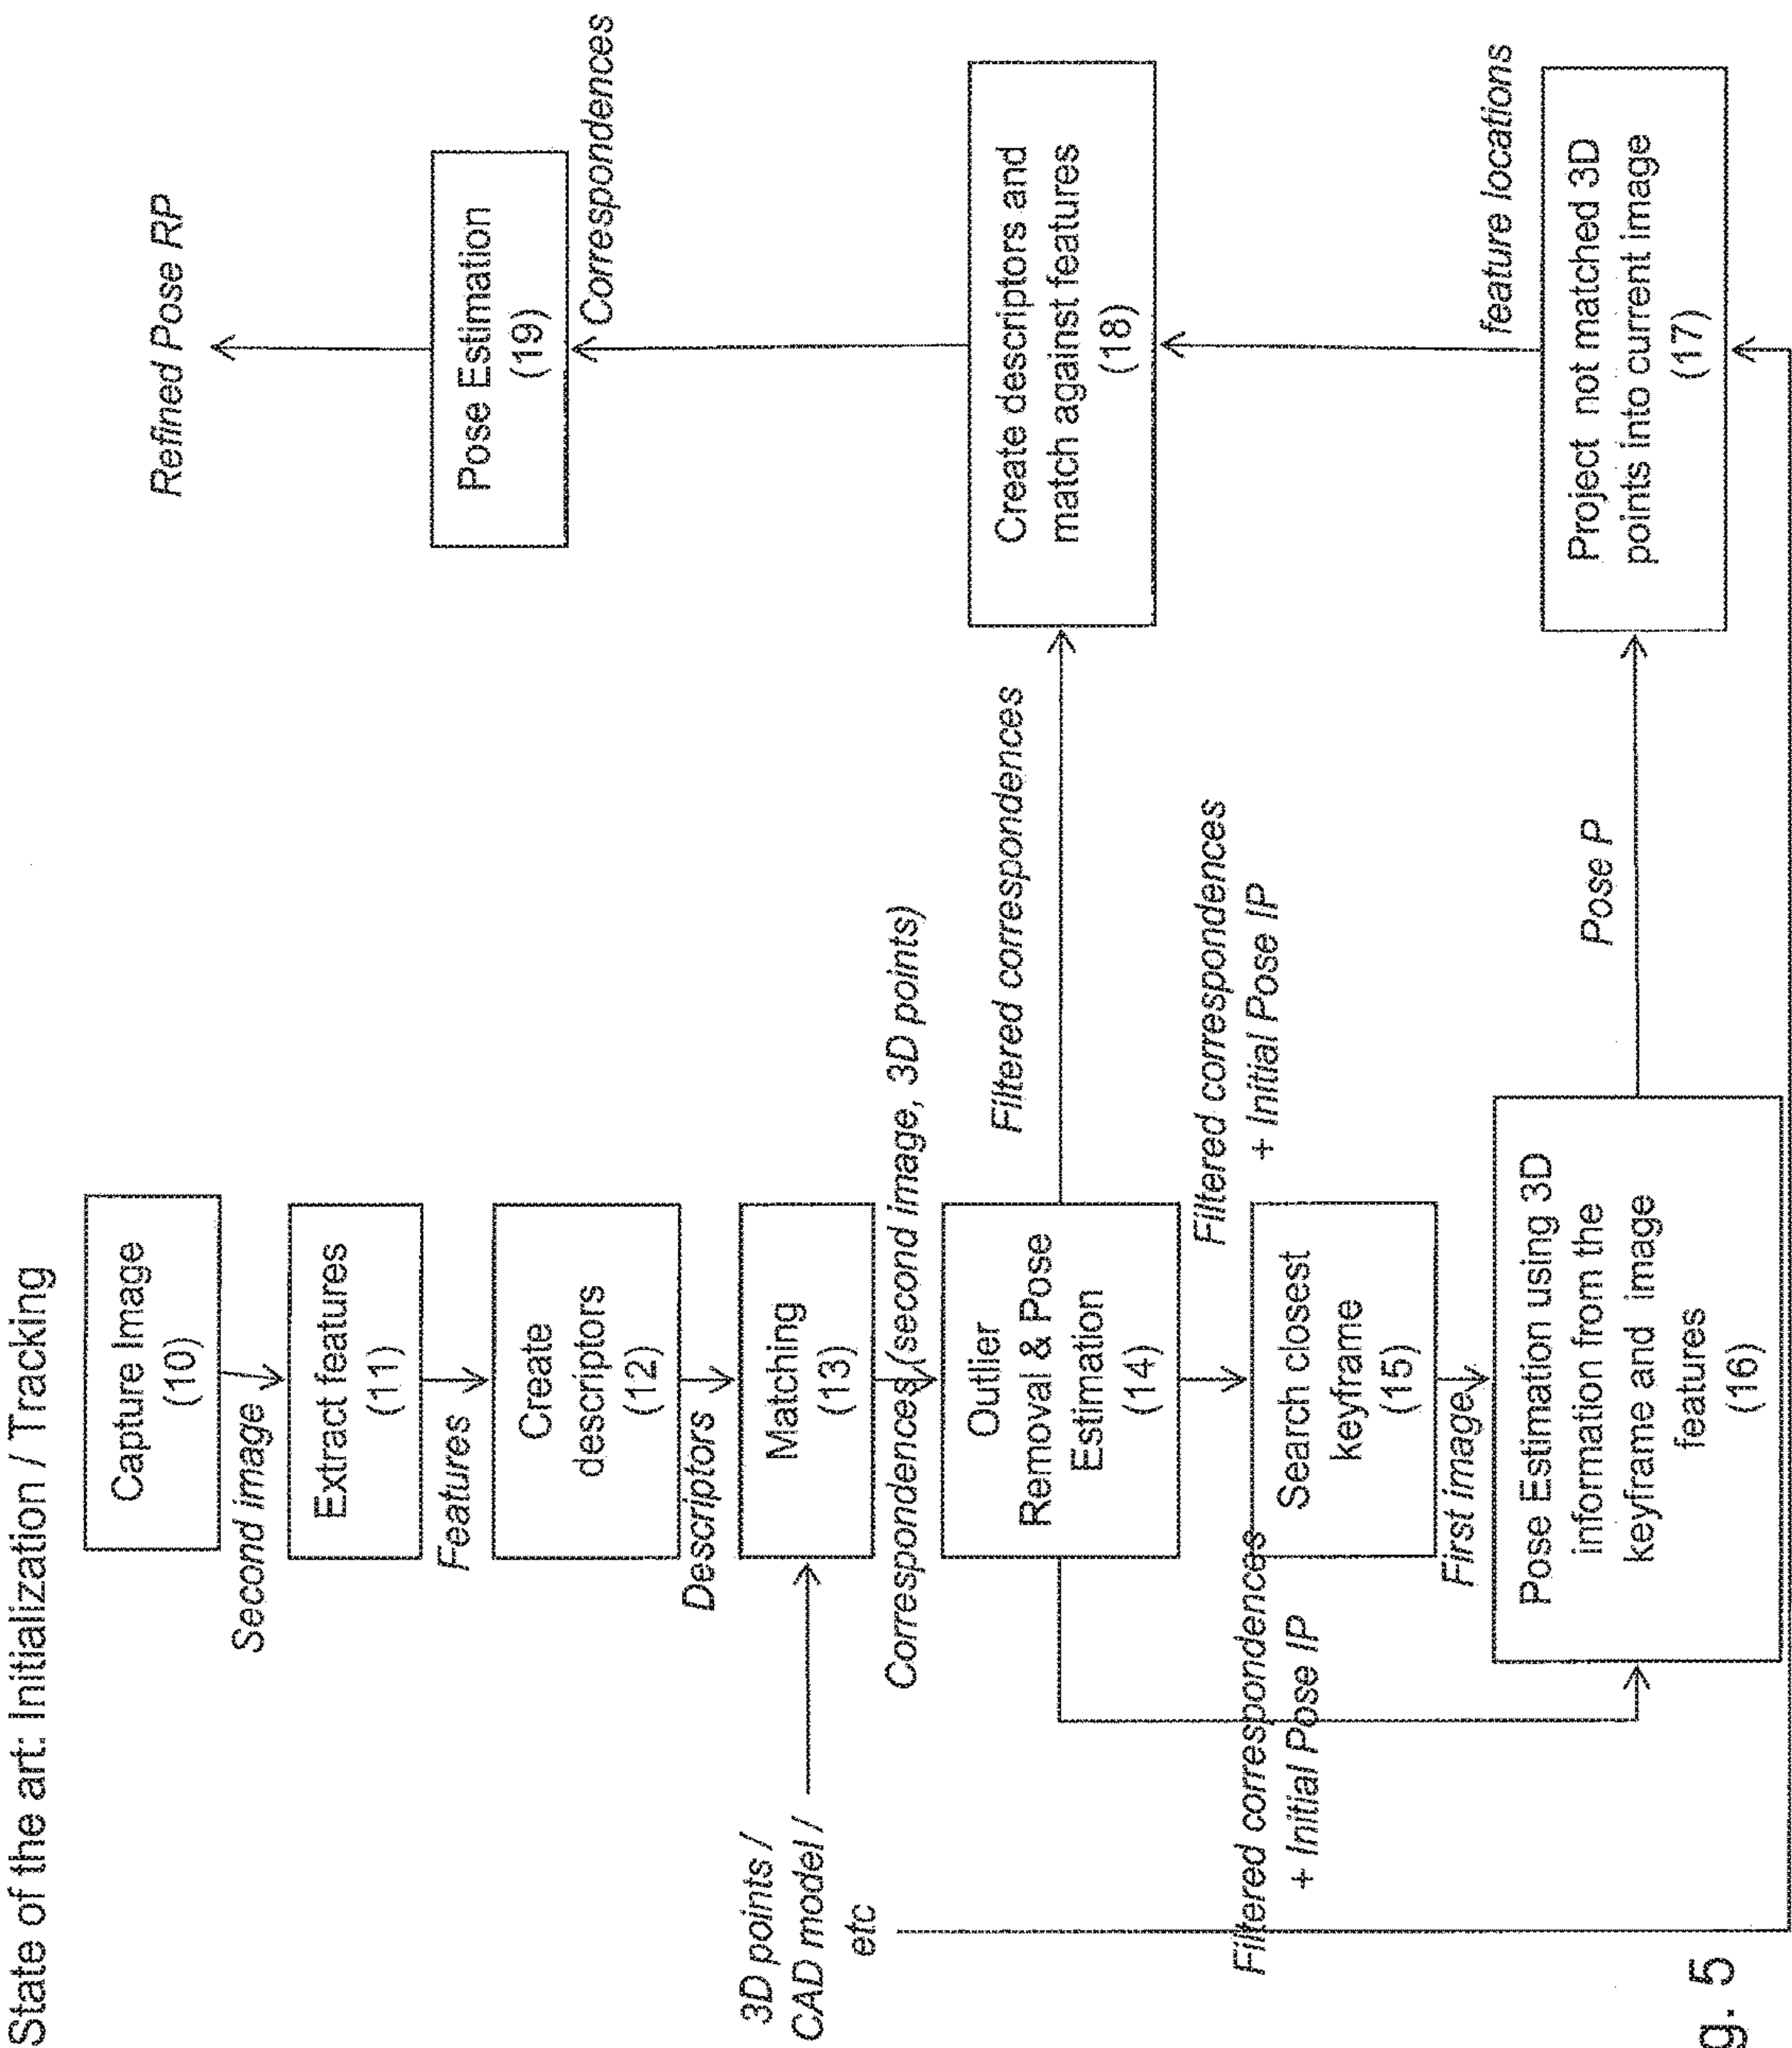 State of the art: Initialization / Tracking
Capture Image
(10)
Second image
Extract features
(11)
Features
Create
descriptors
(12)
Descriptors
3D points /
CAD model /
etc
Matching
(13)
Correspondences (second image, 3D points)
Outlier
Removal & Pose
Estimation
(14)
Filtered correspondences
Filtered correspondences
+ Initial Pose IP
Filtered correspondences
+ Initial Pose IP
Search closest
keyframe
(15)
First image
Pose Estimation using 3D
information from the
keyframe and image
features
(16)
Pose P
Project not matched 3D
points into current image
(17)
feature locations
Create descriptors and
match against features
(18)
Correspondences
Pose Estimation
(19)
Refined Pose RP
g. 5